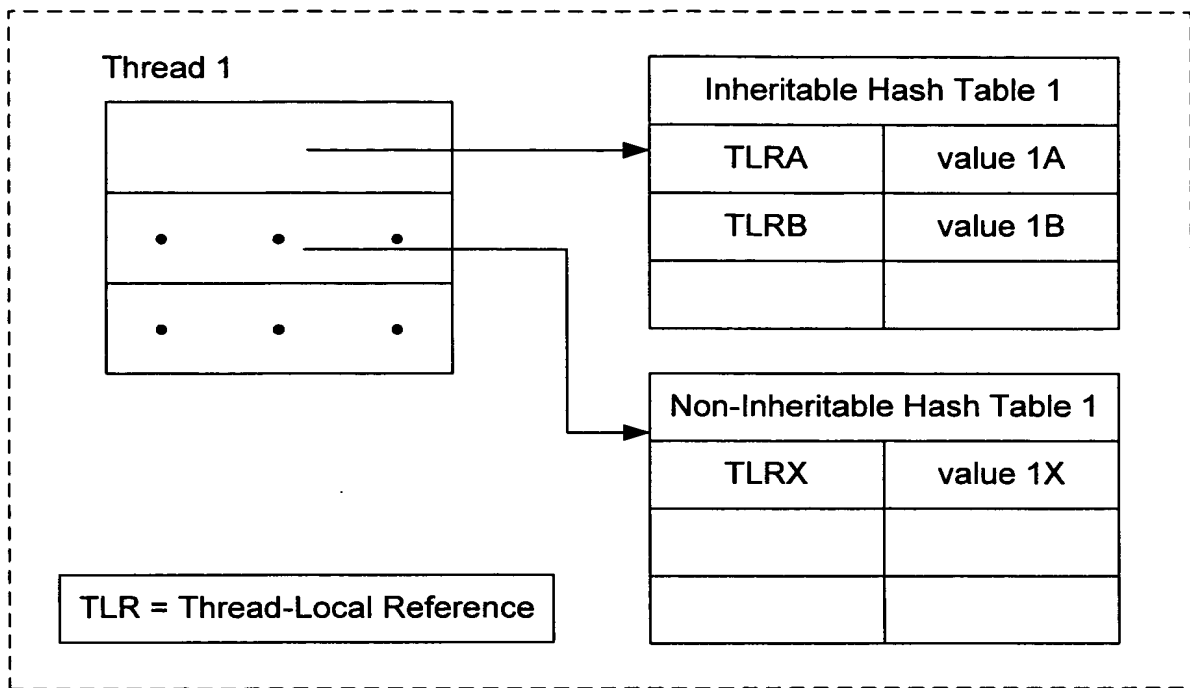 Thread 1
Inheritable Hash Table 1
TLRA value 1A
TLRB value 1B
Non-Inheritable Hash Table 1
TLRX value 1X
TLR = Thread-Local Reference